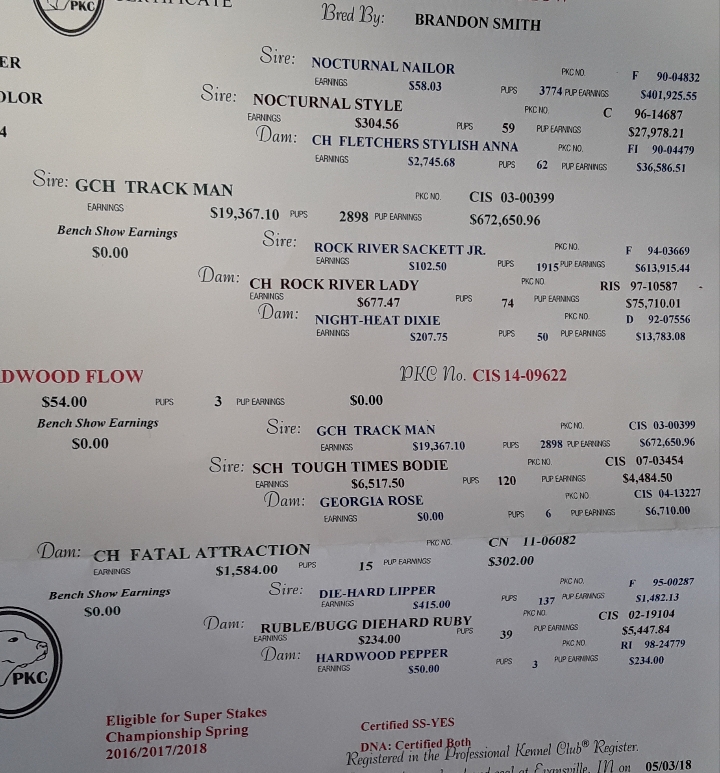 PKC
Bred By: BRANDON SMITH
Sire: NOCTURNAL NAILOR PKC NO. F 90-04832
EARNINGS $58.03 PUPS 3774 PUP EARNINGS $401,925.55
Sire: NOCTURNAL STYLE PKC NO. C 96-14687
EARNINGS $304.56 PUPS 59 PUP EARNINGS $27,978.21
Dam: CH FLETCHERS STYLISH ANNA PKC NO. FI 90-04479
EARNINGS $2,745.68 PUPS 62 PUP EARNINGS $36,586.51
ER
OLOR
4
Sire: GCH TRACK MAN PKC NO. CIS 03-00399
EARNINGS $19,367.10 PUPS 2898 PUP EARNINGS $672,650.96
Bench Show Earnings
$0.00
Sire: ROCK RIVER SACKETT JR. PKC NO. F 94-03669
EARNINGS $102.50 PUPS 1915 PUP EARNINGS $613,915.44
Dam: CH ROCK RIVER LADY PKC NO. RIS 97-10587
EARNINGS $677.47 PUPS 74 PUP EARNINGS $75,710.01
Dam: NIGHT-HEAT DIXIE PKC NO. D 92-07556
EARNINGS $207.75 PUPS 50 PUP EARNINGS $13,783.08
DWOOD FLOW PKC No. CIS 14-09622
$54.00 PUPS 3 PUP EARNINGS $0.00
Bench Show Earnings
$0.00
Sire: GCH TRACK MAN PKC NO. CIS 03-00399
EARNINGS $19,367.10 PUPS 2898 PUP EARNINGS $672,650.96
Sire: SCH TOUGH TIMES BODIE PKC NO. CIS 07-03454
EARNINGS $6,517.50 PUPS 120 PUP EARNINGS $4,484.50
Dam: GEORGIA ROSE PKC NO CIS 04-13227
EARNINGS $0.00 PUPS 6 PUP EARNINGS $6,710.00
Dam: CH FATAL ATTRACTION PKC NO. CN 11-06082
EARNINGS $1,584.00 PUPS 15 PUP EARNINGS $302.00
Bench Show Earnings
$0.00
Sire: DIE-HARD LIPPER PKC NO. F 95-00287
EARNINGS $415.00 PUPS 137 PUP EARNINGS $1,482.13
Dam: RUBLE/BUGG DIEHARD RUBY PKC NO. CIS 02-19104
EARNINGS $234.00 PUPS 39 PUP EARNINGS $5,447.84
Dam: HARDWOOD PEPPER PKC NO RI 98-24779
EARNINGS $50.00 PUPS 3 PUP EARNINGS $234.00
PKC
Eligible for Super Stakes
Championship Spring
2016/2017/2018
Certified SS-YES
DNA: Certified Both
Registered in the Professional Kennel Club® Register.
at Evansville, IN on 05/03/18